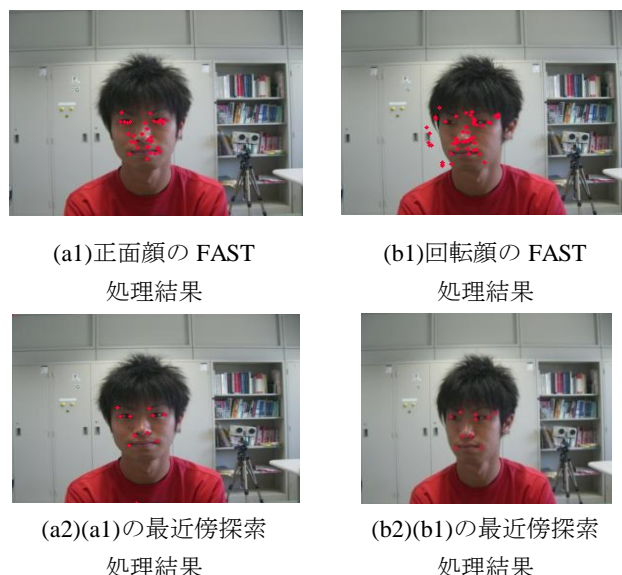 (a1)正面顔の FAST
処理結果
(b1)回転顔の FAST
処理結果
(a2)(a1)の最近傍探索
処理結果
(b2)(b1)の最近傍探索
処理結果